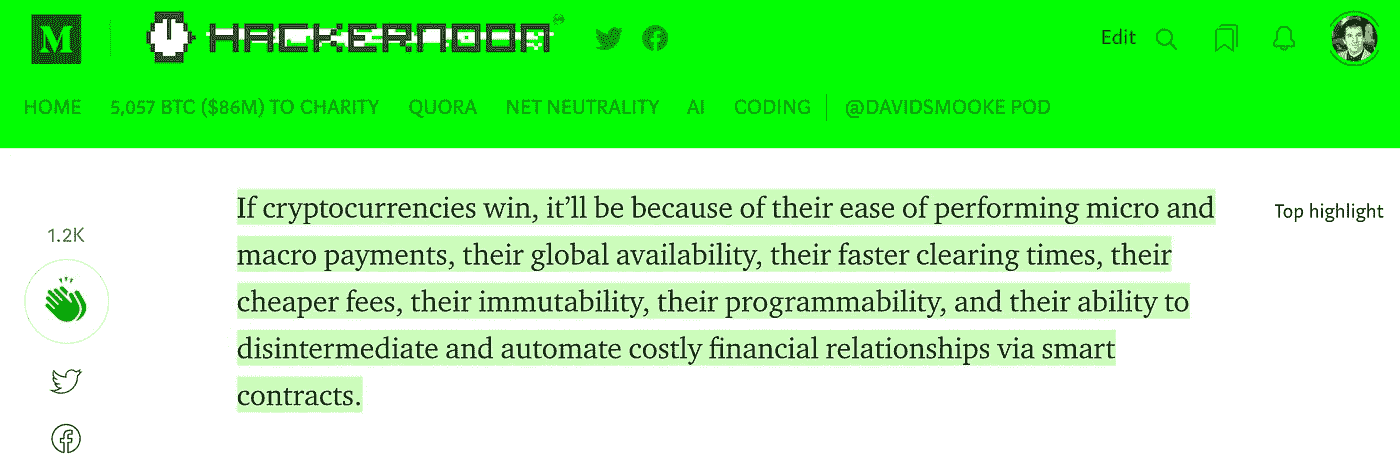 M HACKERNOON Edit
HOME 5,057 BTC ($86M) TO CHARITY QUORA NET NEUTRALITY AI CODING @DAVIDSMOOKE POD
If cryptocurrencies win, it’ll be because of their ease of performing micro and
Top highlight
1.2K
macro payments, their global availability, their faster clearing times, their
cheaper fees, their immutability, their programmability, and their ability to
disintermediate and automate costly financial relationships via smart
contracts.